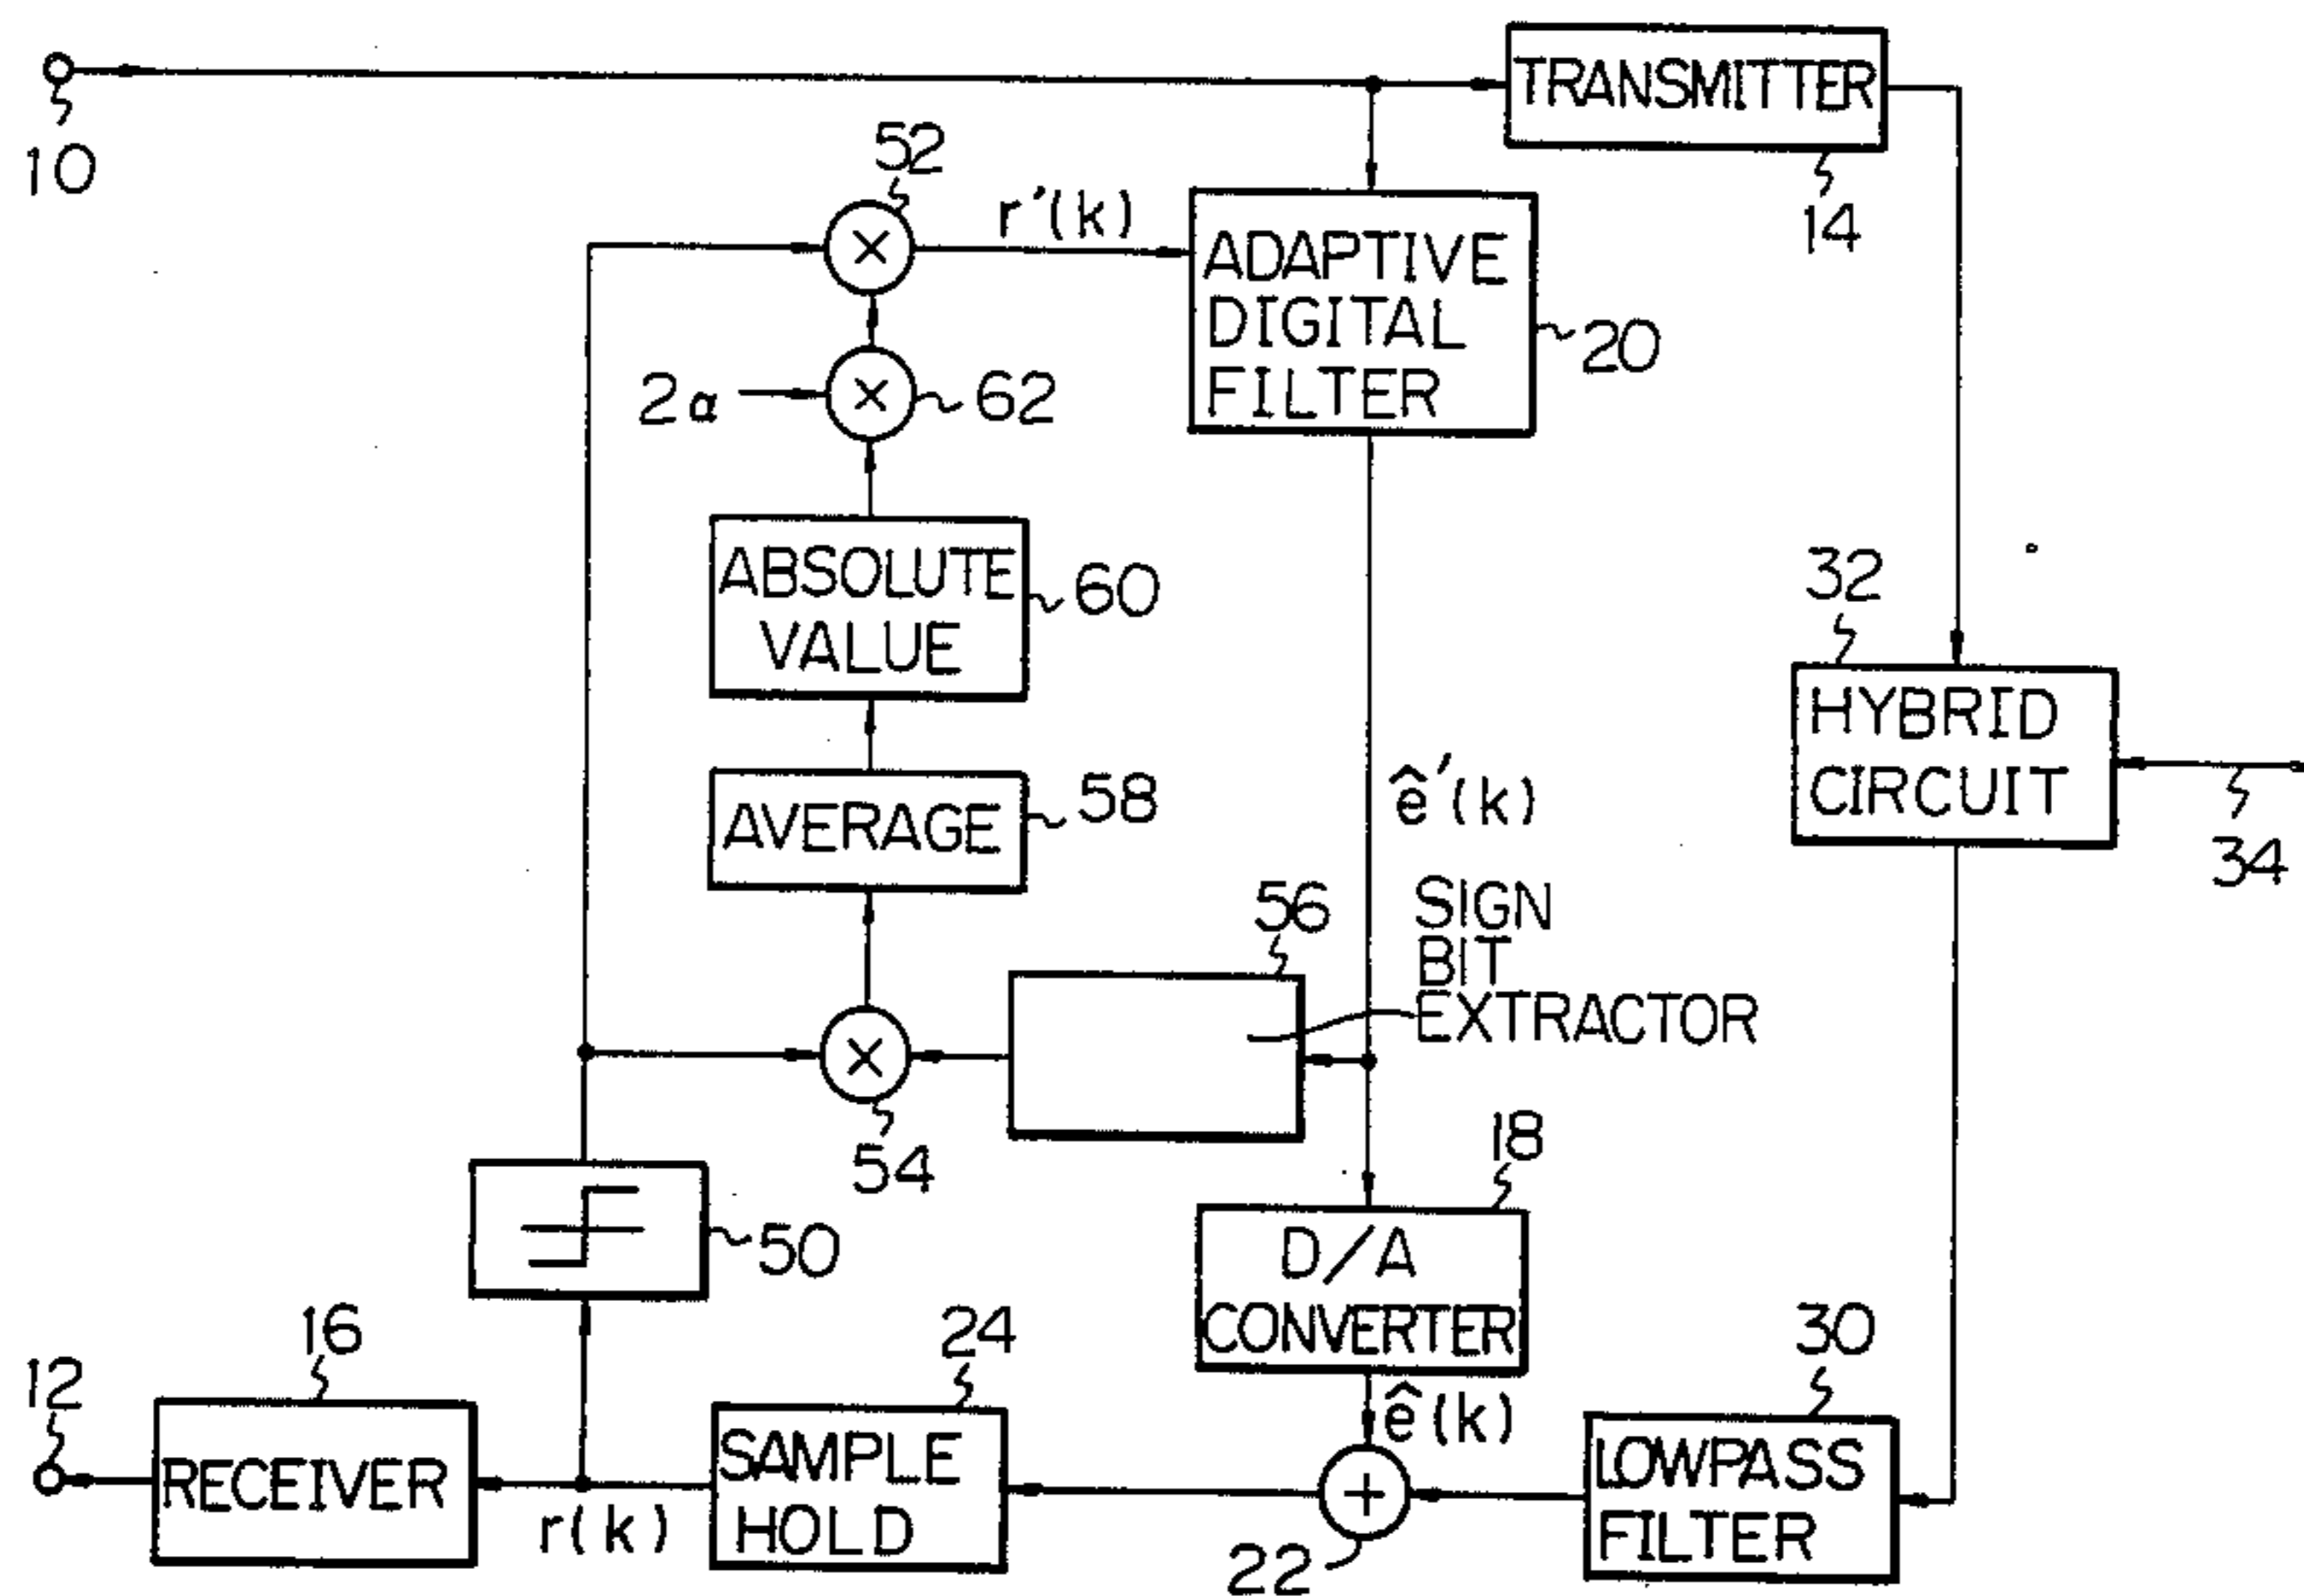 10
TRANSMITTER
14
52
r'(k)
ADAPTIVE
DIGITAL
FILTER
20
2α
62
ABSOLUTE
VALUE
60
32
HYBRID
CIRCUIT
34
AVERAGE
58
ê'(k)
56
SIGN
BIT
EXTRACTOR
54
18
D/A
CONVERTER
50
16
24
30
12
RECEIVER
r(k)
SAMPLE
HOLD
ê(k)
22
LOWPASS
FILTER